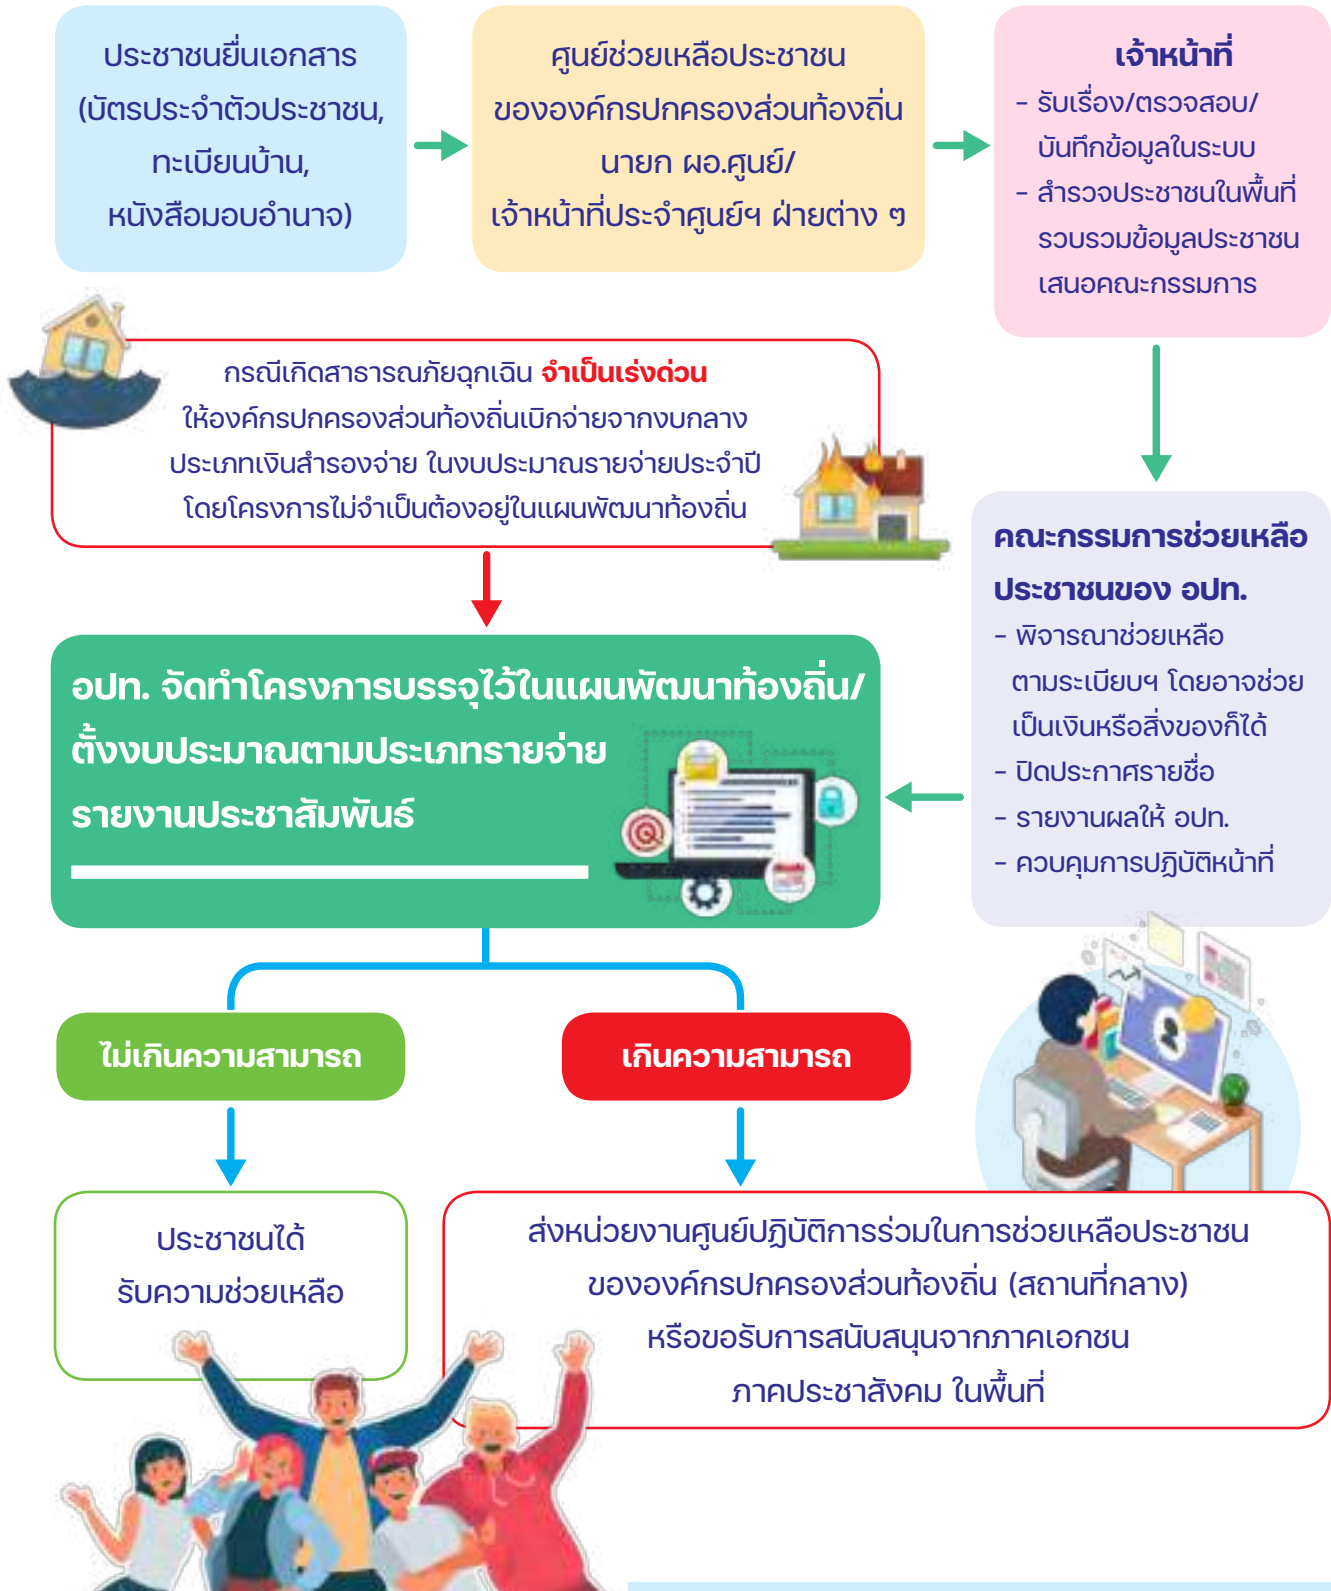 ประชาชนยื่นเอกสาร
(บัตรประจำตัวประชาชน,
ทะเบียนบ้าน,
หนังสือมอบอำนาจ)
ศูนย์ช่วยเหลือประชาชน
ขององค์กรปกครองส่วนท้องถิ่น
นายก ผอ.ศูนย์/
เจ้าหน้าที่ประจำศูนย์ฯ ฝ่ายต่าง ๆ
เจ้าหน้าที่
- รับเรื่อง/ตรวจสอบ/
บันทึกข้อมูลในระบบ
- สำรวจประชาชนในพื้นที่
รวบรวมข้อมูลประชาชน
เสนอคณะกรรมการ
กรณีเกิดสาธารณภัยฉุกเฉิน จำเป็นเร่งด่วน
ให้องค์กรปกครองส่วนท้องถิ่นเบิกจ่ายจากงบกลาง
ประเภทเงินสำรองจ่าย ในงบประมาณรายจ่ายประจำปี
โดยโครงการไม่จำเป็นต้องอยู่ในแผนพัฒนาท้องถิ่น
คณะกรรมการช่วยเหลือ
ประชาชนของ อปท.
- พิจารณาช่วยเหลือ
ตามระเบียบฯ โดยอาจช่วย
เป็นเงินหรือสิ่งของก็ได้
- ปิดประกาศรายชื่อ
- รายงานผลให้ อปท.
- ควบคุมการปฏิบัติหน้าที่
อปท. จัดทำโครงการบรรจุไว้ในแผนพัฒนาท้องถิ่น/
ตั้งงบประมาณตามประเภทรายจ่าย
รายงานประชาสัมพันธ์
ไม่เกินความสามารถ
เกินความสามารถ
ประชาชนได้
รับความช่วยเหลือ
ส่งหน่วยงานศูนย์ปฏิบัติการร่วมในการช่วยเหลือประชาชน
ขององค์กรปกครองส่วนท้องถิ่น (สถานที่กลาง)
หรือขอรับการสนับสนุนจากภาคเอกชน
ภาคประชาสังคม ในพื้นที่